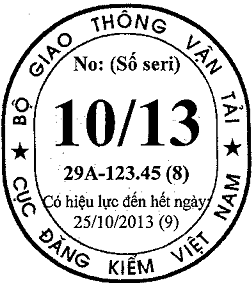 BỘ GIAO THÔNG VẬN TẢI
No: (Số seri)
10/13
29A-123.45 (8)
Có hiệu lực đến hết ngày
25/10/2013 (9)
★ CỤC ĐĂNG KIỂM VIỆT NAM ★